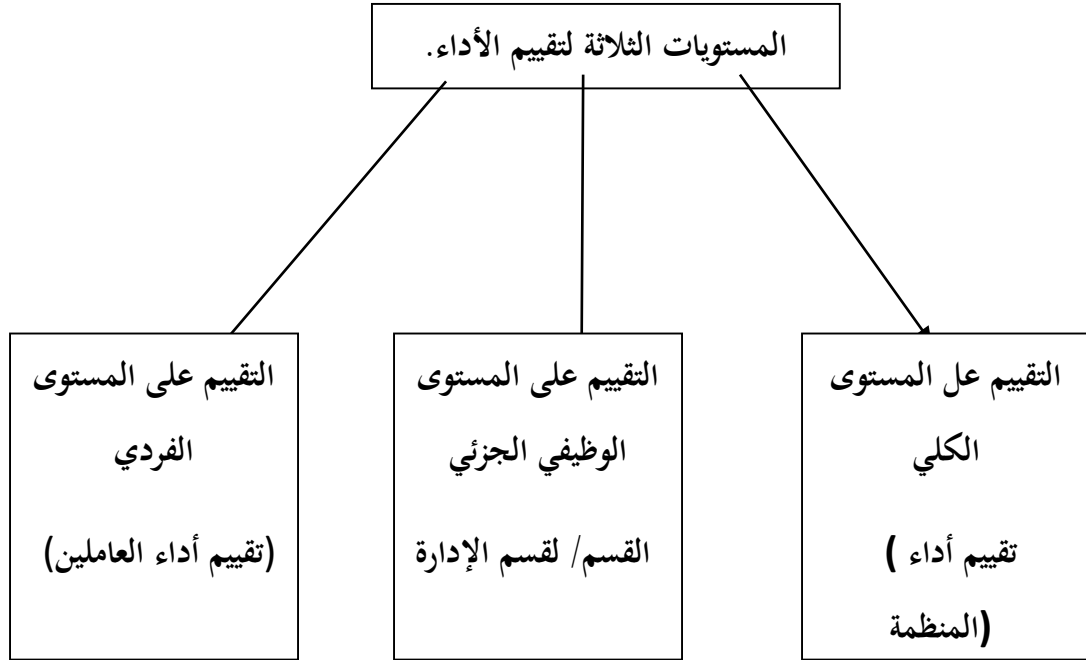 المستويات الثلاثة لتقييم الأداء.
التقييم عل المستوى
الكلي
تقييم أداء )
(المنظمة
التقييم على المستوى
الوظيفي الجزئي
القسم/ لقسم الإدارة
التقييم على المستوى
الفردي
(تقييم أداء العاملين)